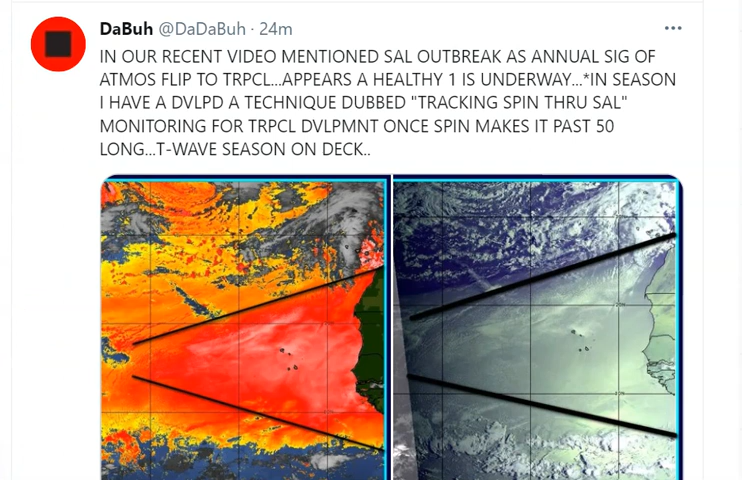 DaBuh @DaDaBuh · 24m
IN OUR RECENT VIDEO MENTIONED SAL OUTBREAK AS ANNUAL SIG OF
ATMOS FLIP TO TRPCL...APPEARS A HEALTHY 1 IS UNDERWAY...*IN SEASON
I HAVE A DVLPD A TECHNIQUE DUBBED "TRACKING SPIN THRU SAL"
MONITORING FOR TRPCL DVLPMNT ONCE SPIN MAKES IT PAST 50
LONG...T-WAVE SEASON ON DECK..